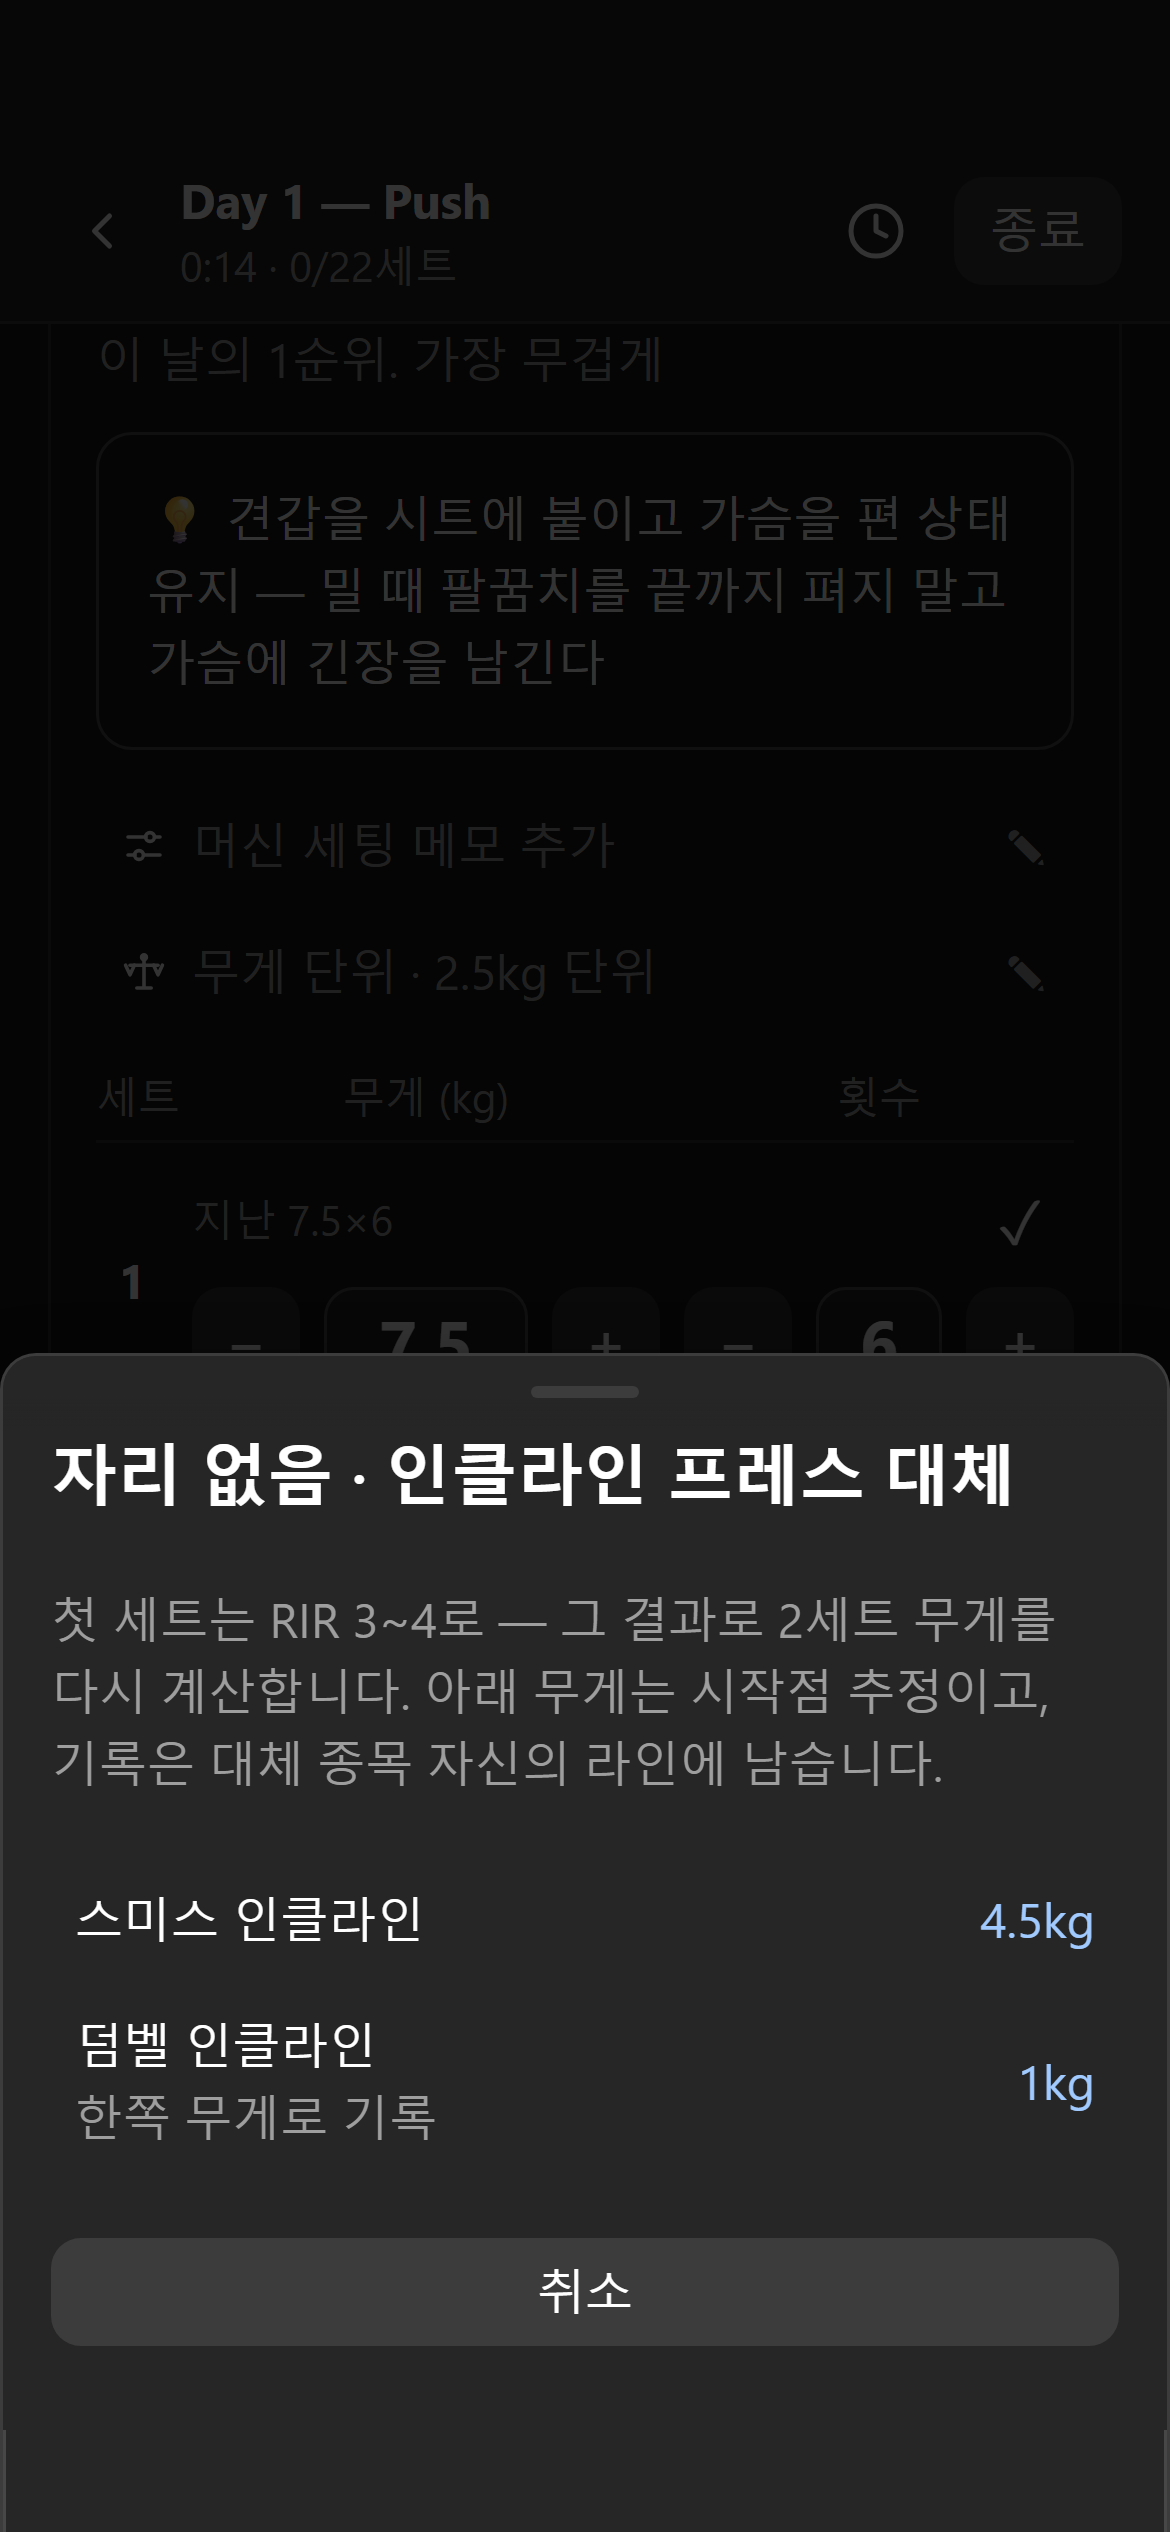 Day 1 — Push
0:14 · 0/22세트
종료
이 날의 1순위. 가장 무겁게
💡 견갑을 시트에 붙이고 가슴을 편 상태
유지 — 밀 때 팔꿈치를 끝까지 펴지 말고
가슴에 긴장을 남긴다
머신 세팅 메모 추가
무게 단위 · 2.5kg 단위
세트 무게 (kg) 횟수
지난 7.5×6 ✓
1 − 7.5 + − 6 +
자리 없음 · 인클라인 프레스 대체
첫 세트는 RIR 3~4로 — 그 결과로 2세트 무게를
다시 계산합니다. 아래 무게는 시작점 추정이고,
기록은 대체 종목 자신의 라인에 남습니다.
스미스 인클라인 4.5kg
덤벨 인클라인
한쪽 무게로 기록 1kg
취소